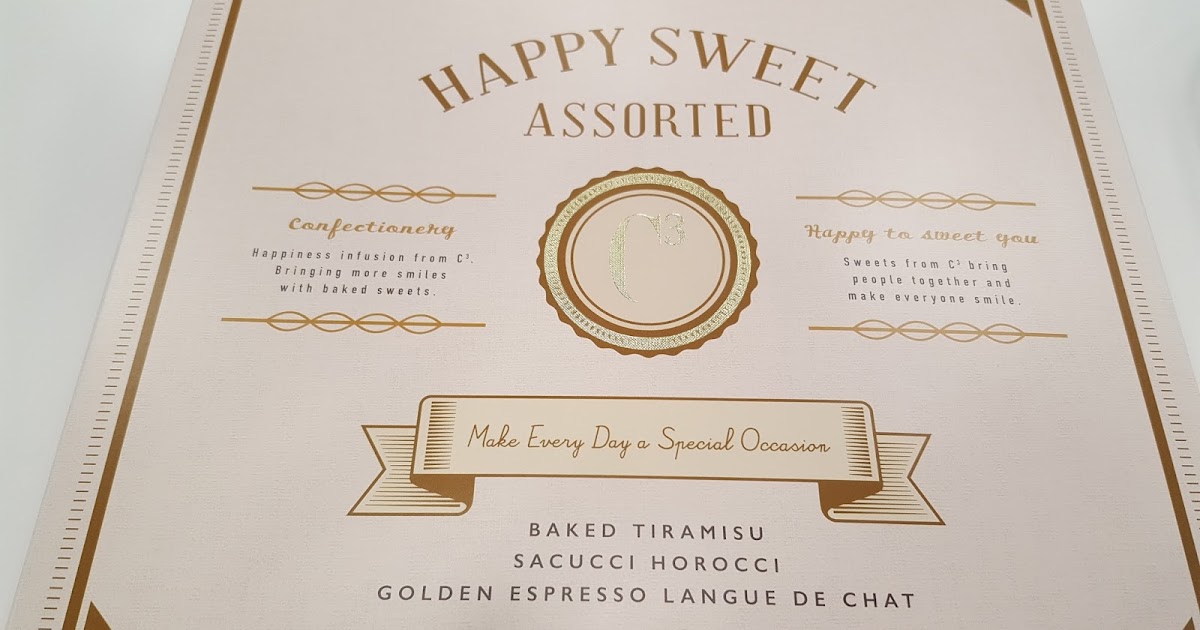 HAPPY SWEET
ASSORTED
Confectionery
Happiness infusion from C³.
Bringing more smiles
with baked sweets.
C³
Happy to sweet you
Sweets from C³ bring
people together and
make everyone smile.
Make Every Day a Special Occasion
BAKED TIRAMISU
SACUCCI HOROCCI
GOLDEN ESPRESSO LANGUE DE CHAT